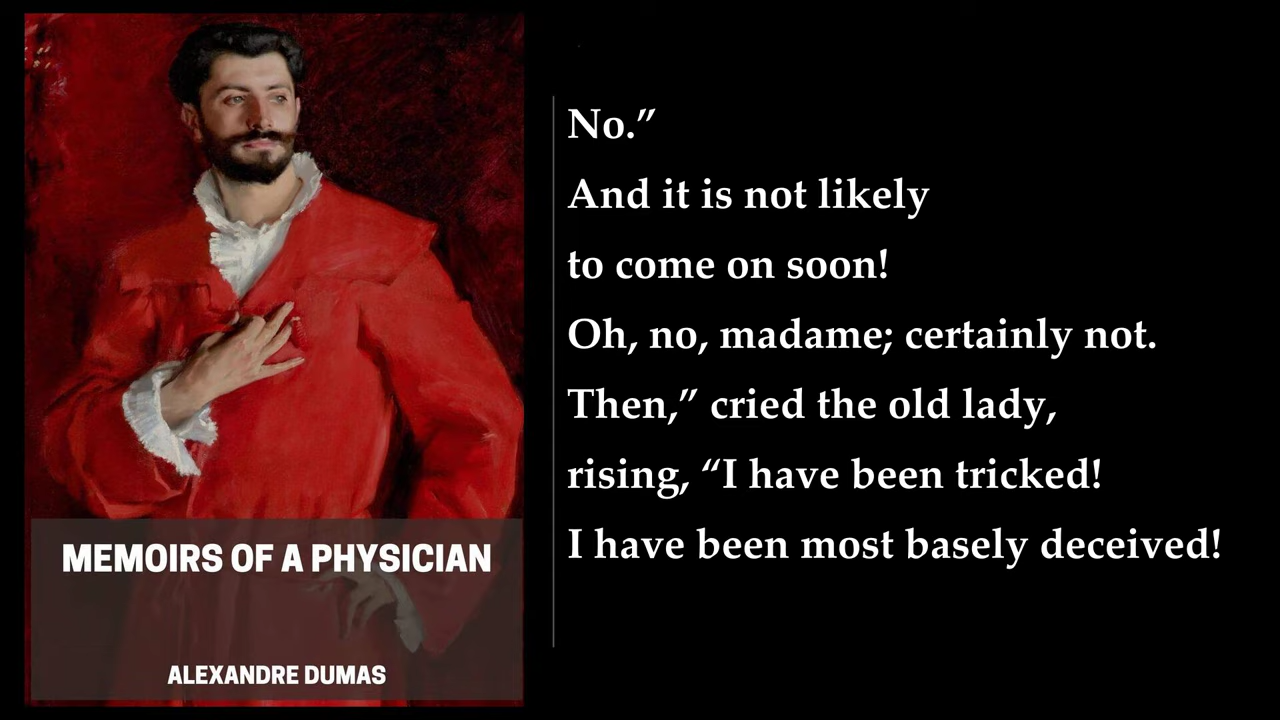 MEMOIRS OF A PHYSICIAN
ALEXANDRE DUMAS
No.”
And it is not likely
to come on soon!
Oh, no, madame; certainly not.
Then,” cried the old lady,
rising, “I have been tricked!
I have been most basely deceived!